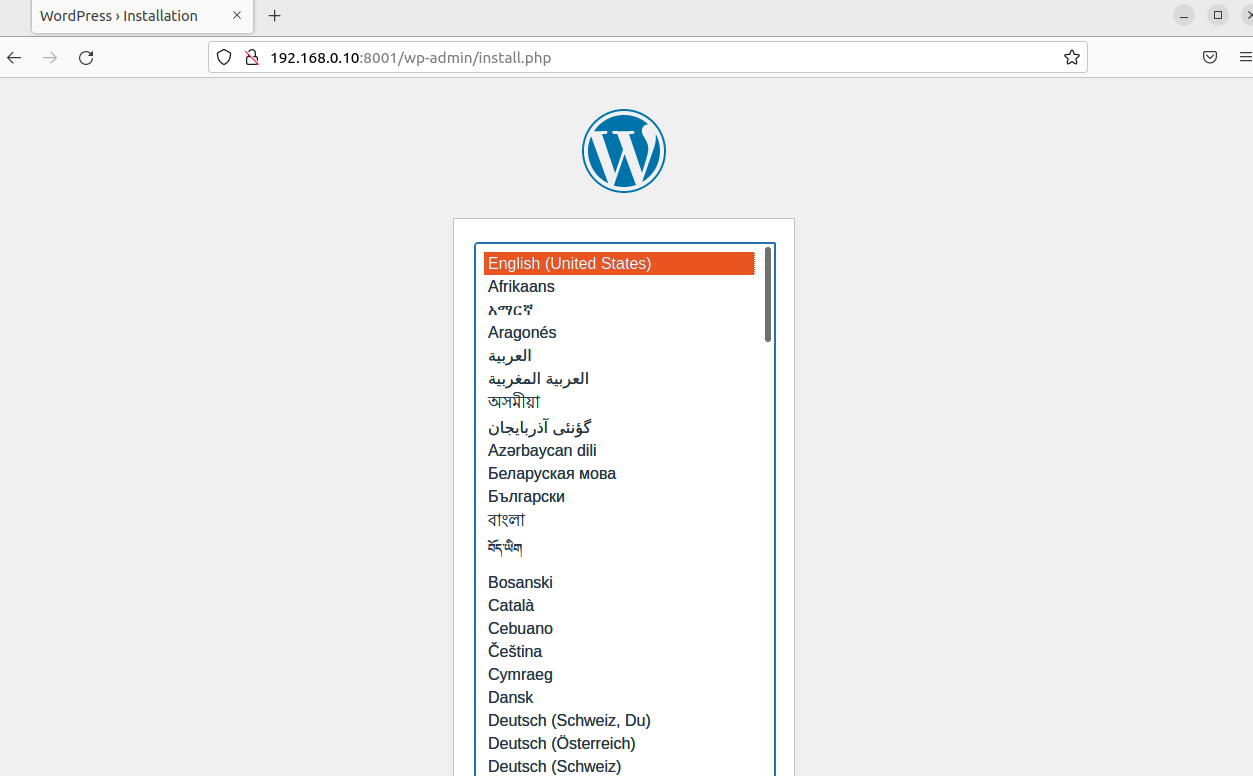 WordPress › Installation
192.168.0.10:8001/wp-admin/install.php
English (United States)
Afrikaans
አማርኛ
Aragonés
العربية
العربية المغربية
অসমীয়া
گؤنئی آذربایجان
Azərbaycan dili
Беларуская мова
Български
বাংলা
བོད་ཡིག
Bosanski
Català
Cebuano
Čeština
Cymraeg
Dansk
Deutsch (Schweiz, Du)
Deutsch (Österreich)
Deutsch (Schweiz)